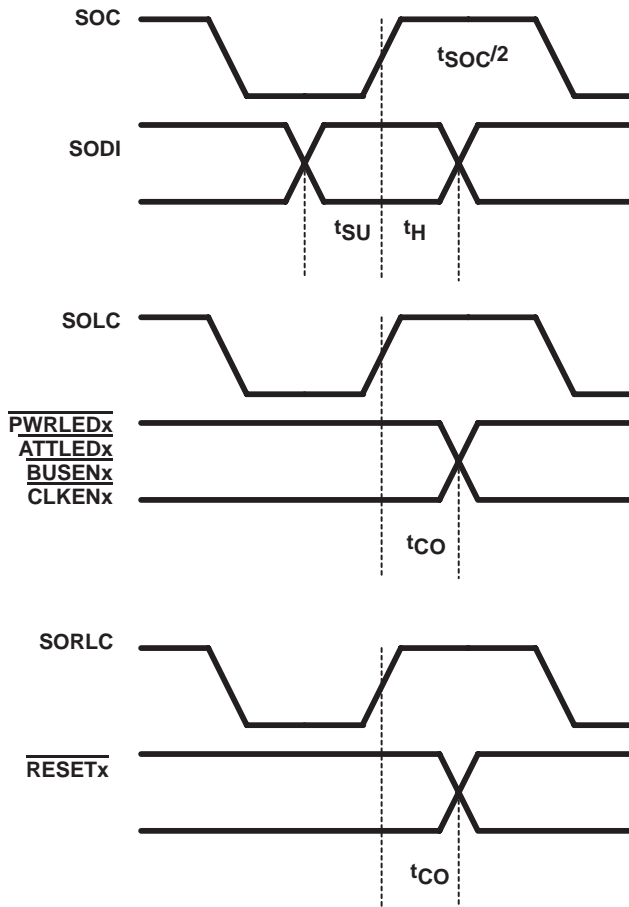 SOC
tSOC/2
SODI
tSU
tH
SOLC
PWRLEDx
ATTLEDx
BUSENx
CLKENx
tCO
SORLC
RESETx
tCO